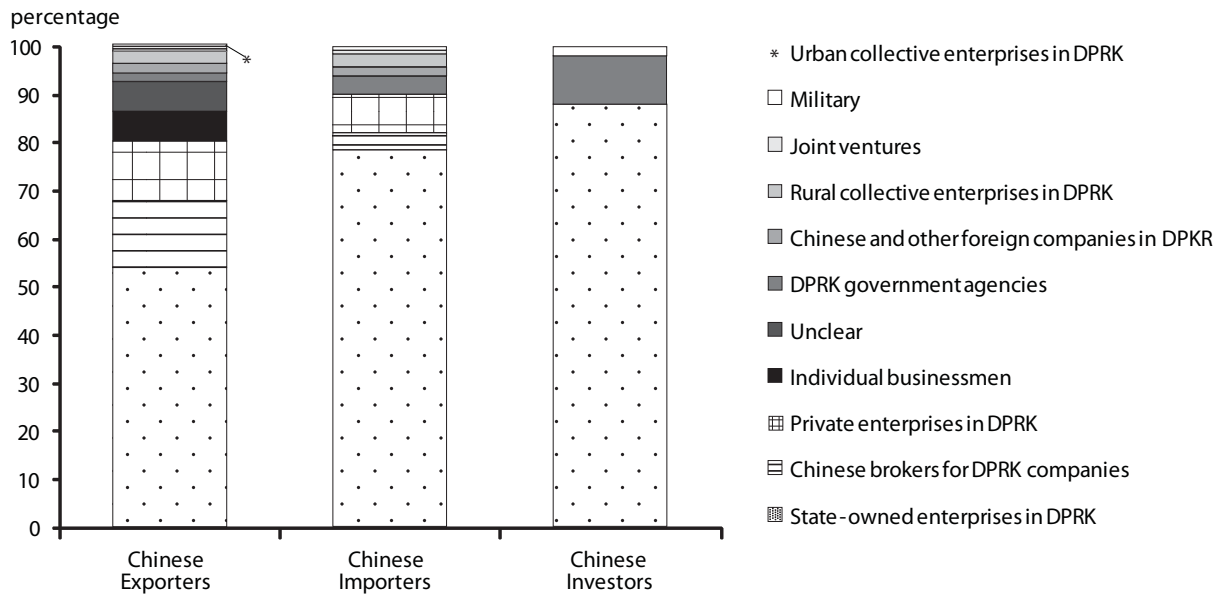 percentage
100
90
80
70
60
50
40
30
20
10
0
*
Chinese
Exporters
Chinese
Importers
Chinese
Investors
* Urban collective enterprises in DPRK
Military
Joint ventures
Rural collective enterprises in DPRK
Chinese and other foreign companies in DPKR
DPRK government agencies
Unclear
Individual businessmen
Private enterprises in DPRK
Chinese brokers for DPRK companies
State-owned enterprises in DPRK